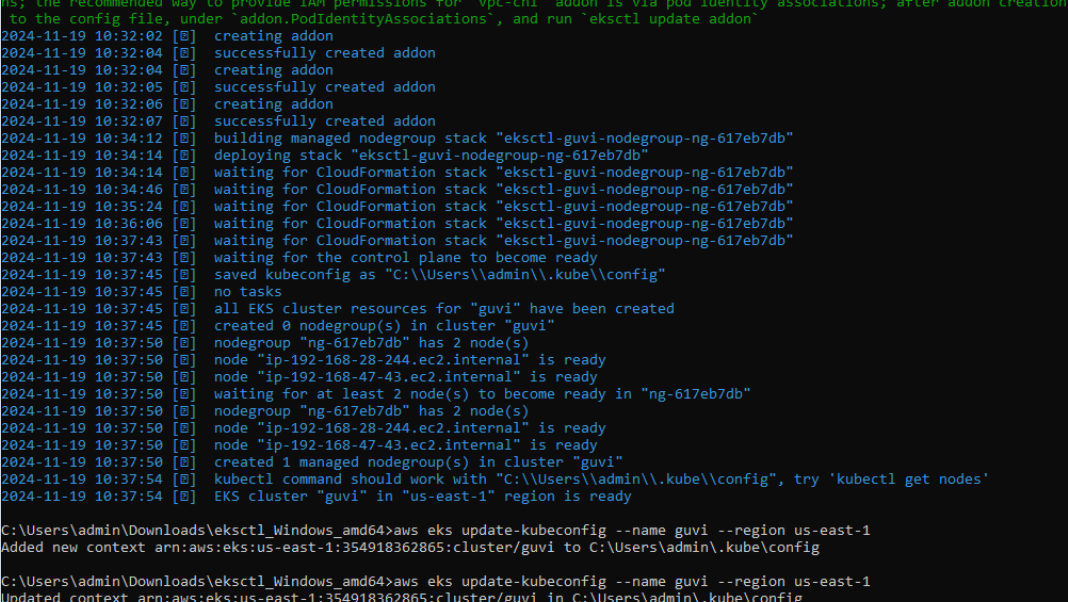 ns; the recommended way to provide IAM permissions for `vpc-cni` addon is via pod identity associations; after addon creation
 to the config file, under `addon.PodIdentityAssociations`, and run `eksctl update addon`
2024-11-19 10:32:02 [ℹ]  creating addon
2024-11-19 10:32:04 [ℹ]  successfully created addon
2024-11-19 10:32:04 [ℹ]  creating addon
2024-11-19 10:32:05 [ℹ]  successfully created addon
2024-11-19 10:32:06 [ℹ]  creating addon
2024-11-19 10:32:07 [ℹ]  successfully created addon
2024-11-19 10:34:12 [ℹ]  building managed nodegroup stack "eksctl-guvi-nodegroup-ng-617eb7db"
2024-11-19 10:34:14 [ℹ]  deploying stack "eksctl-guvi-nodegroup-ng-617eb7db"
2024-11-19 10:34:14 [ℹ]  waiting for CloudFormation stack "eksctl-guvi-nodegroup-ng-617eb7db"
2024-11-19 10:34:46 [ℹ]  waiting for CloudFormation stack "eksctl-guvi-nodegroup-ng-617eb7db"
2024-11-19 10:35:24 [ℹ]  waiting for CloudFormation stack "eksctl-guvi-nodegroup-ng-617eb7db"
2024-11-19 10:36:06 [ℹ]  waiting for CloudFormation stack "eksctl-guvi-nodegroup-ng-617eb7db"
2024-11-19 10:37:43 [ℹ]  waiting for CloudFormation stack "eksctl-guvi-nodegroup-ng-617eb7db"
2024-11-19 10:37:43 [ℹ]  waiting for the control plane to become ready
2024-11-19 10:37:45 [ℹ]  saved kubeconfig as "C:\\Users\\admin\\.kube\\config"
2024-11-19 10:37:45 [ℹ]  no tasks
2024-11-19 10:37:45 [ℹ]  all EKS cluster resources for "guvi" have been created
2024-11-19 10:37:45 [ℹ]  created 0 nodegroup(s) in cluster "guvi"
2024-11-19 10:37:50 [ℹ]  nodegroup "ng-617eb7db" has 2 node(s)
2024-11-19 10:37:50 [ℹ]  node "ip-192-168-28-244.ec2.internal" is ready
2024-11-19 10:37:50 [ℹ]  node "ip-192-168-47-43.ec2.internal" is ready
2024-11-19 10:37:50 [ℹ]  waiting for at least 2 node(s) to become ready in "ng-617eb7db"
2024-11-19 10:37:50 [ℹ]  nodegroup "ng-617eb7db" has 2 node(s)
2024-11-19 10:37:50 [ℹ]  node "ip-192-168-28-244.ec2.internal" is ready
2024-11-19 10:37:50 [ℹ]  node "ip-192-168-47-43.ec2.internal" is ready
2024-11-19 10:37:50 [ℹ]  created 1 managed nodegroup(s) in cluster "guvi"
2024-11-19 10:37:54 [ℹ]  kubectl command should work with "C:\\Users\\admin\\.kube\\config", try 'kubectl get nodes'
2024-11-19 10:37:54 [ℹ]  EKS cluster "guvi" in "us-east-1" region is ready
C:\Users\admin\Downloads\eksctl_Windows_amd64>aws eks update-kubeconfig --name guvi --region us-east-1
Added new context arn:aws:eks:us-east-1:354918362865:cluster/guvi to C:\Users\admin\.kube\config
C:\Users\admin\Downloads\eksctl_Windows_amd64>aws eks update-kubeconfig --name guvi --region us-east-1
Updated context arn:aws:eks:us-east-1:354918362865:cluster/guvi in C:\Users\admin\.kube\config